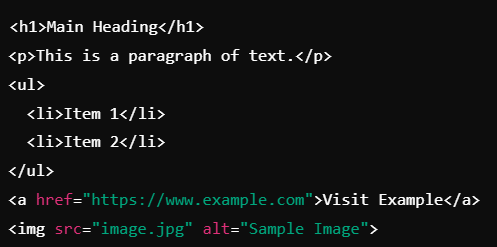 <h1>Main Heading</h1>
<p>This is a paragraph of text.</p>
<ul>
  <li>Item 1</li>
  <li>Item 2</li>
</ul>
<a href="https://www.example.com">Visit Example</a>
<img src="image.jpg" alt="Sample Image">